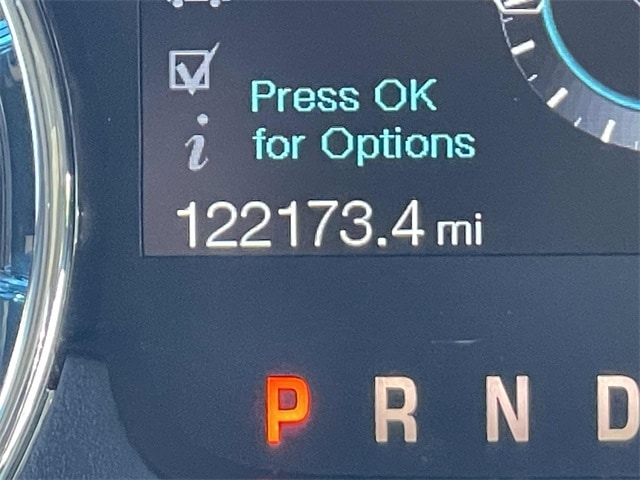 Press OK
for Options
122173.4 mi
P R N D